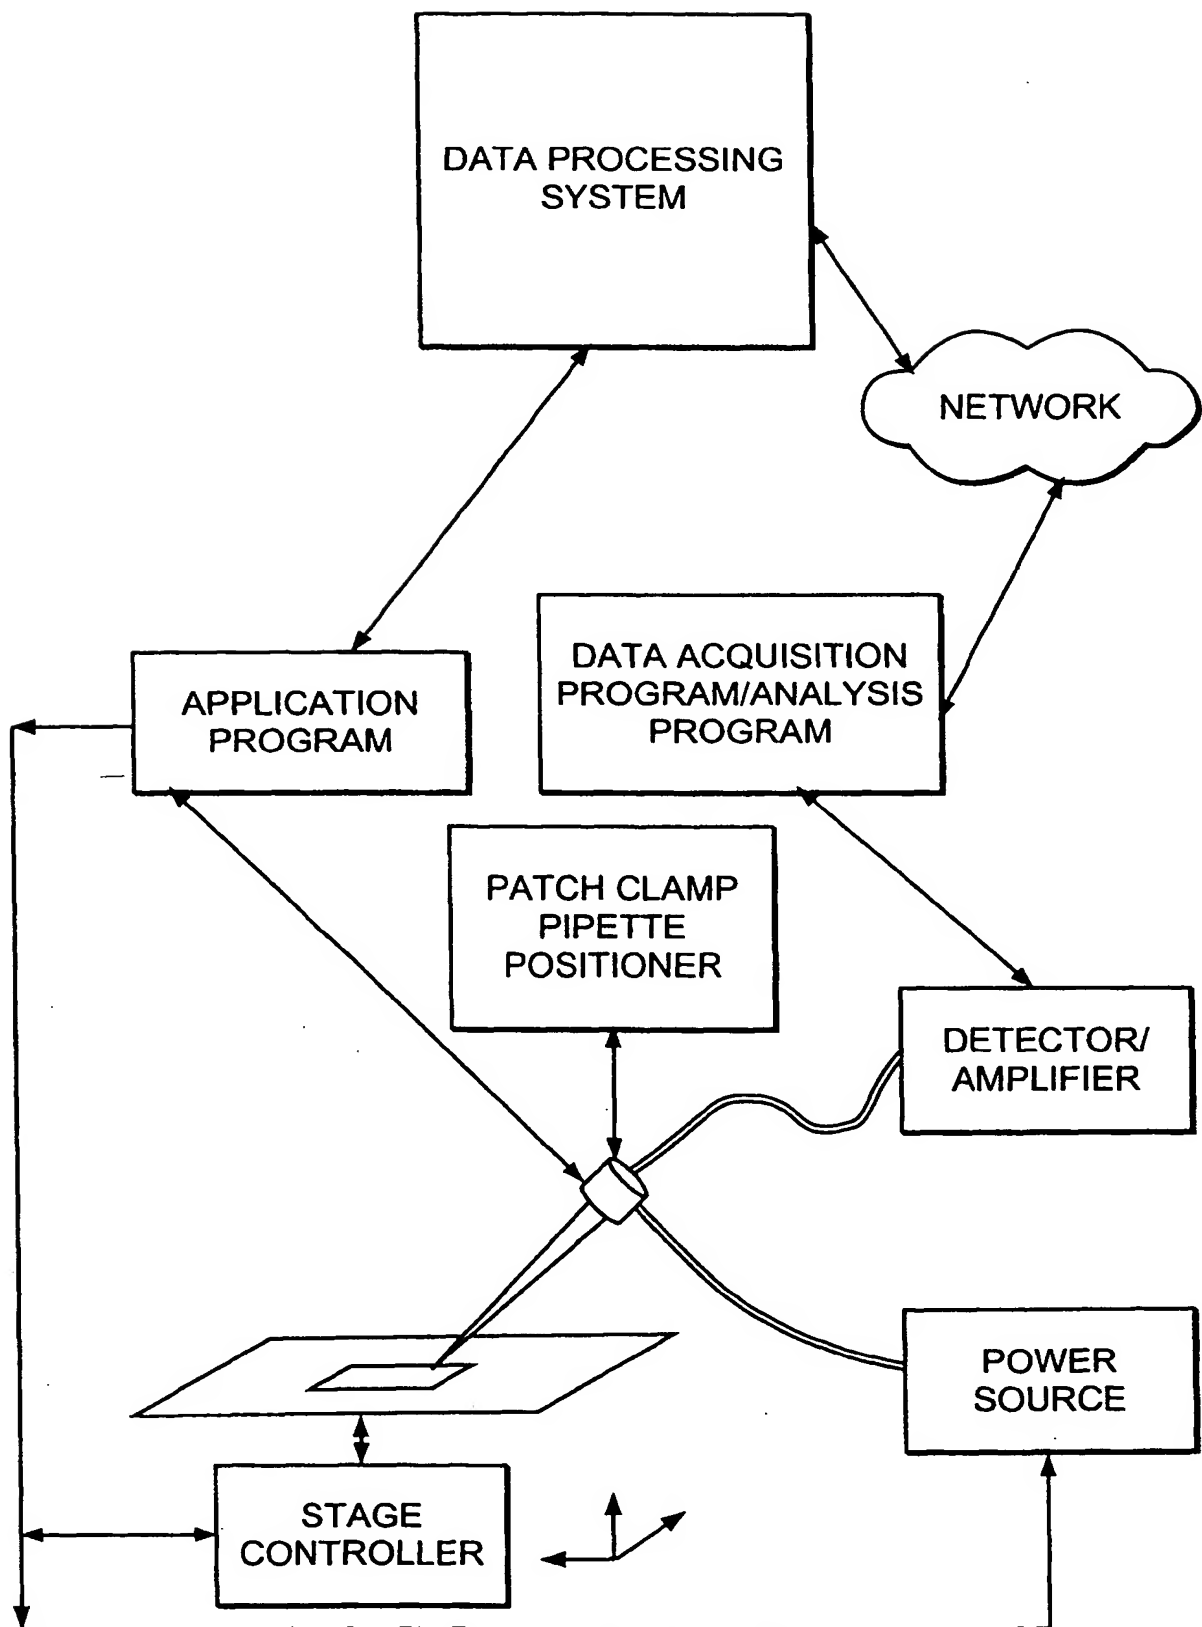 DATA PROCESSING
SYSTEM
NETWORK
DATA ACQUISITION
PROGRAM/ANALYSIS
PROGRAM
APPLICATION
PROGRAM
PATCH CLAMP
PIPETTE
POSITIONER
DETECTOR/
AMPLIFIER
POWER
SOURCE
STAGE
CONTROLLER